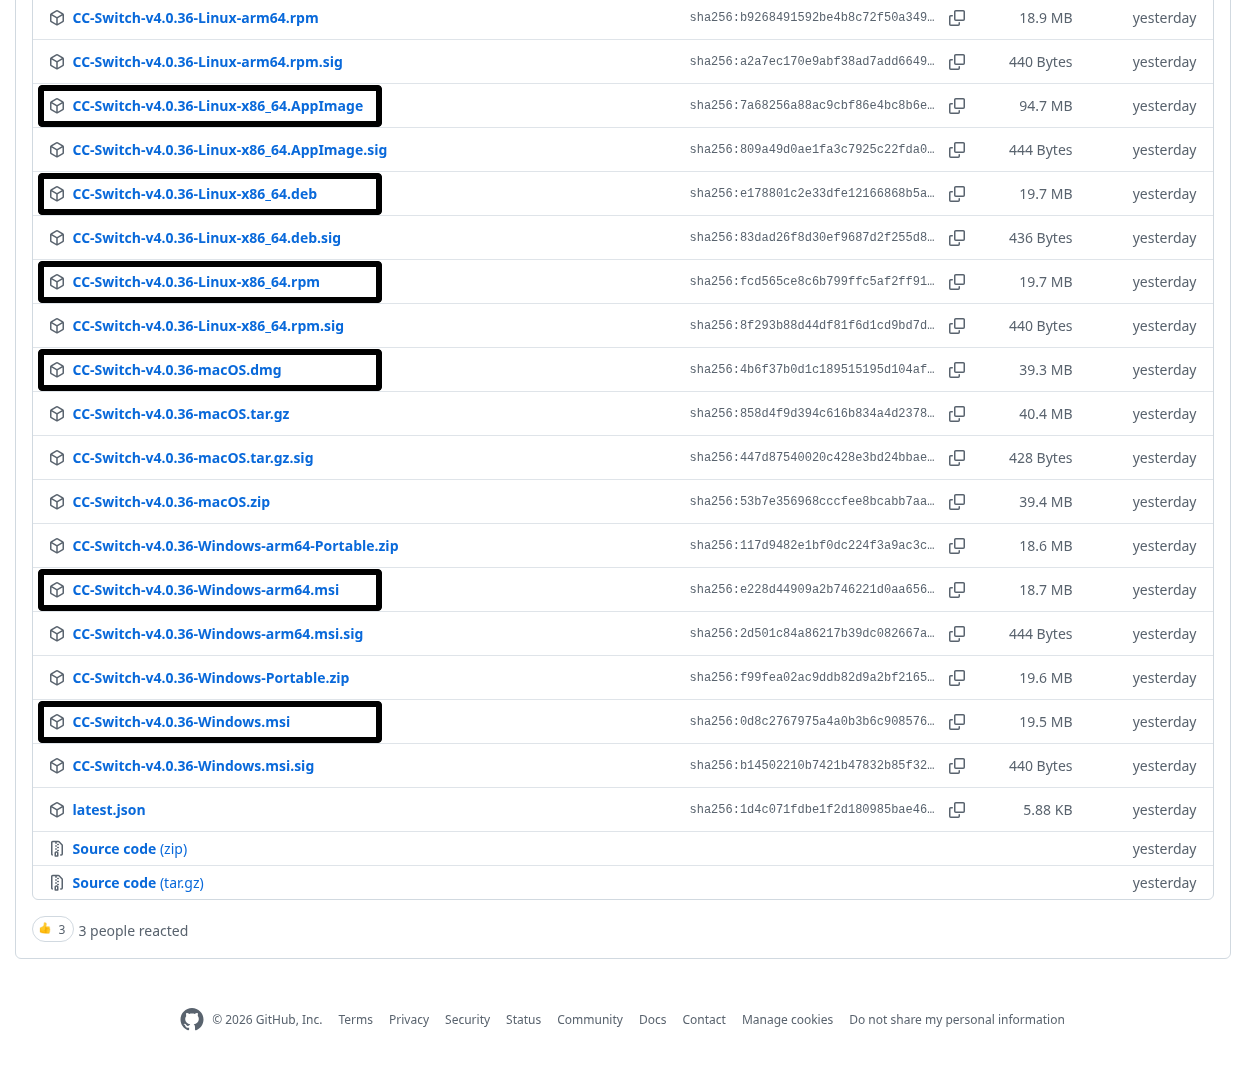 CC-Switch-v4.0.36-Linux-arm64.rpm sha256:b9268491592be4b8c72f50a349… 18.9 MB yesterday
CC-Switch-v4.0.36-Linux-arm64.rpm.sig sha256:a2a7ec170e9abf38ad7add6649… 440 Bytes yesterday
CC-Switch-v4.0.36-Linux-x86_64.AppImage sha256:7a68256a88ac9cbf86e4bc8b6e… 94.7 MB yesterday
CC-Switch-v4.0.36-Linux-x86_64.AppImage.sig sha256:809a49d0ae1fa3c7925c22fda0… 444 Bytes yesterday
CC-Switch-v4.0.36-Linux-x86_64.deb sha256:e178801c2e33dfe12166868b5a… 19.7 MB yesterday
CC-Switch-v4.0.36-Linux-x86_64.deb.sig sha256:83dad26f8d30ef9687d2f255d8… 436 Bytes yesterday
CC-Switch-v4.0.36-Linux-x86_64.rpm sha256:fcd565ce8c6b799ffc5af2ff91… 19.7 MB yesterday
CC-Switch-v4.0.36-Linux-x86_64.rpm.sig sha256:8f293b88d44df81f6d1cd9bd7d… 440 Bytes yesterday
CC-Switch-v4.0.36-macOS.dmg sha256:4b6f37b0d1c189515195d104af… 39.3 MB yesterday
CC-Switch-v4.0.36-macOS.tar.gz sha256:858d4f9d394c616b834a4d2378… 40.4 MB yesterday
CC-Switch-v4.0.36-macOS.tar.gz.sig sha256:447d87540020c428e3bd24bbae… 428 Bytes yesterday
CC-Switch-v4.0.36-macOS.zip sha256:53b7e356968cccfee8bcabb7aa… 39.4 MB yesterday
CC-Switch-v4.0.36-Windows-arm64-Portable.zip sha256:117d9482e1bf0dc224f3a9ac3c… 18.6 MB yesterday
CC-Switch-v4.0.36-Windows-arm64.msi sha256:e228d44909a2b746221d0aa656… 18.7 MB yesterday
CC-Switch-v4.0.36-Windows-arm64.msi.sig sha256:2d501c84a86217b39dc082667a… 444 Bytes yesterday
CC-Switch-v4.0.36-Windows-Portable.zip sha256:f99fea02ac9ddb82d9a2bf2165… 19.6 MB yesterday
CC-Switch-v4.0.36-Windows.msi sha256:0d8c2767975a4a0b3b6c908576… 19.5 MB yesterday
CC-Switch-v4.0.36-Windows.msi.sig sha256:b14502210b7421b47832b85f32… 440 Bytes yesterday
latest.json sha256:1d4c071fdbe1f2d180985bae46… 5.88 KB yesterday
Source code (zip) yesterday
Source code (tar.gz) yesterday
👍 3 3 people reacted
© 2026 GitHub, Inc. Terms Privacy Security Status Community Docs Contact Manage cookies Do not share my personal information